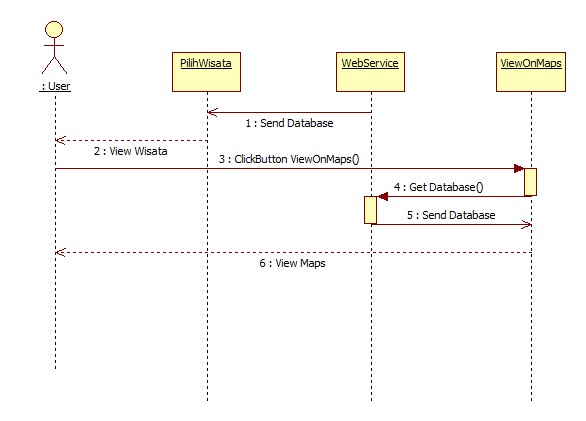 PilihWisata
WebService
ViewOnMaps
: User
1 : Send Database
2 : View Wisata
3 : ClickButton ViewOnMaps()
4 : Get Database()
5 : Send Database
6 : View Maps